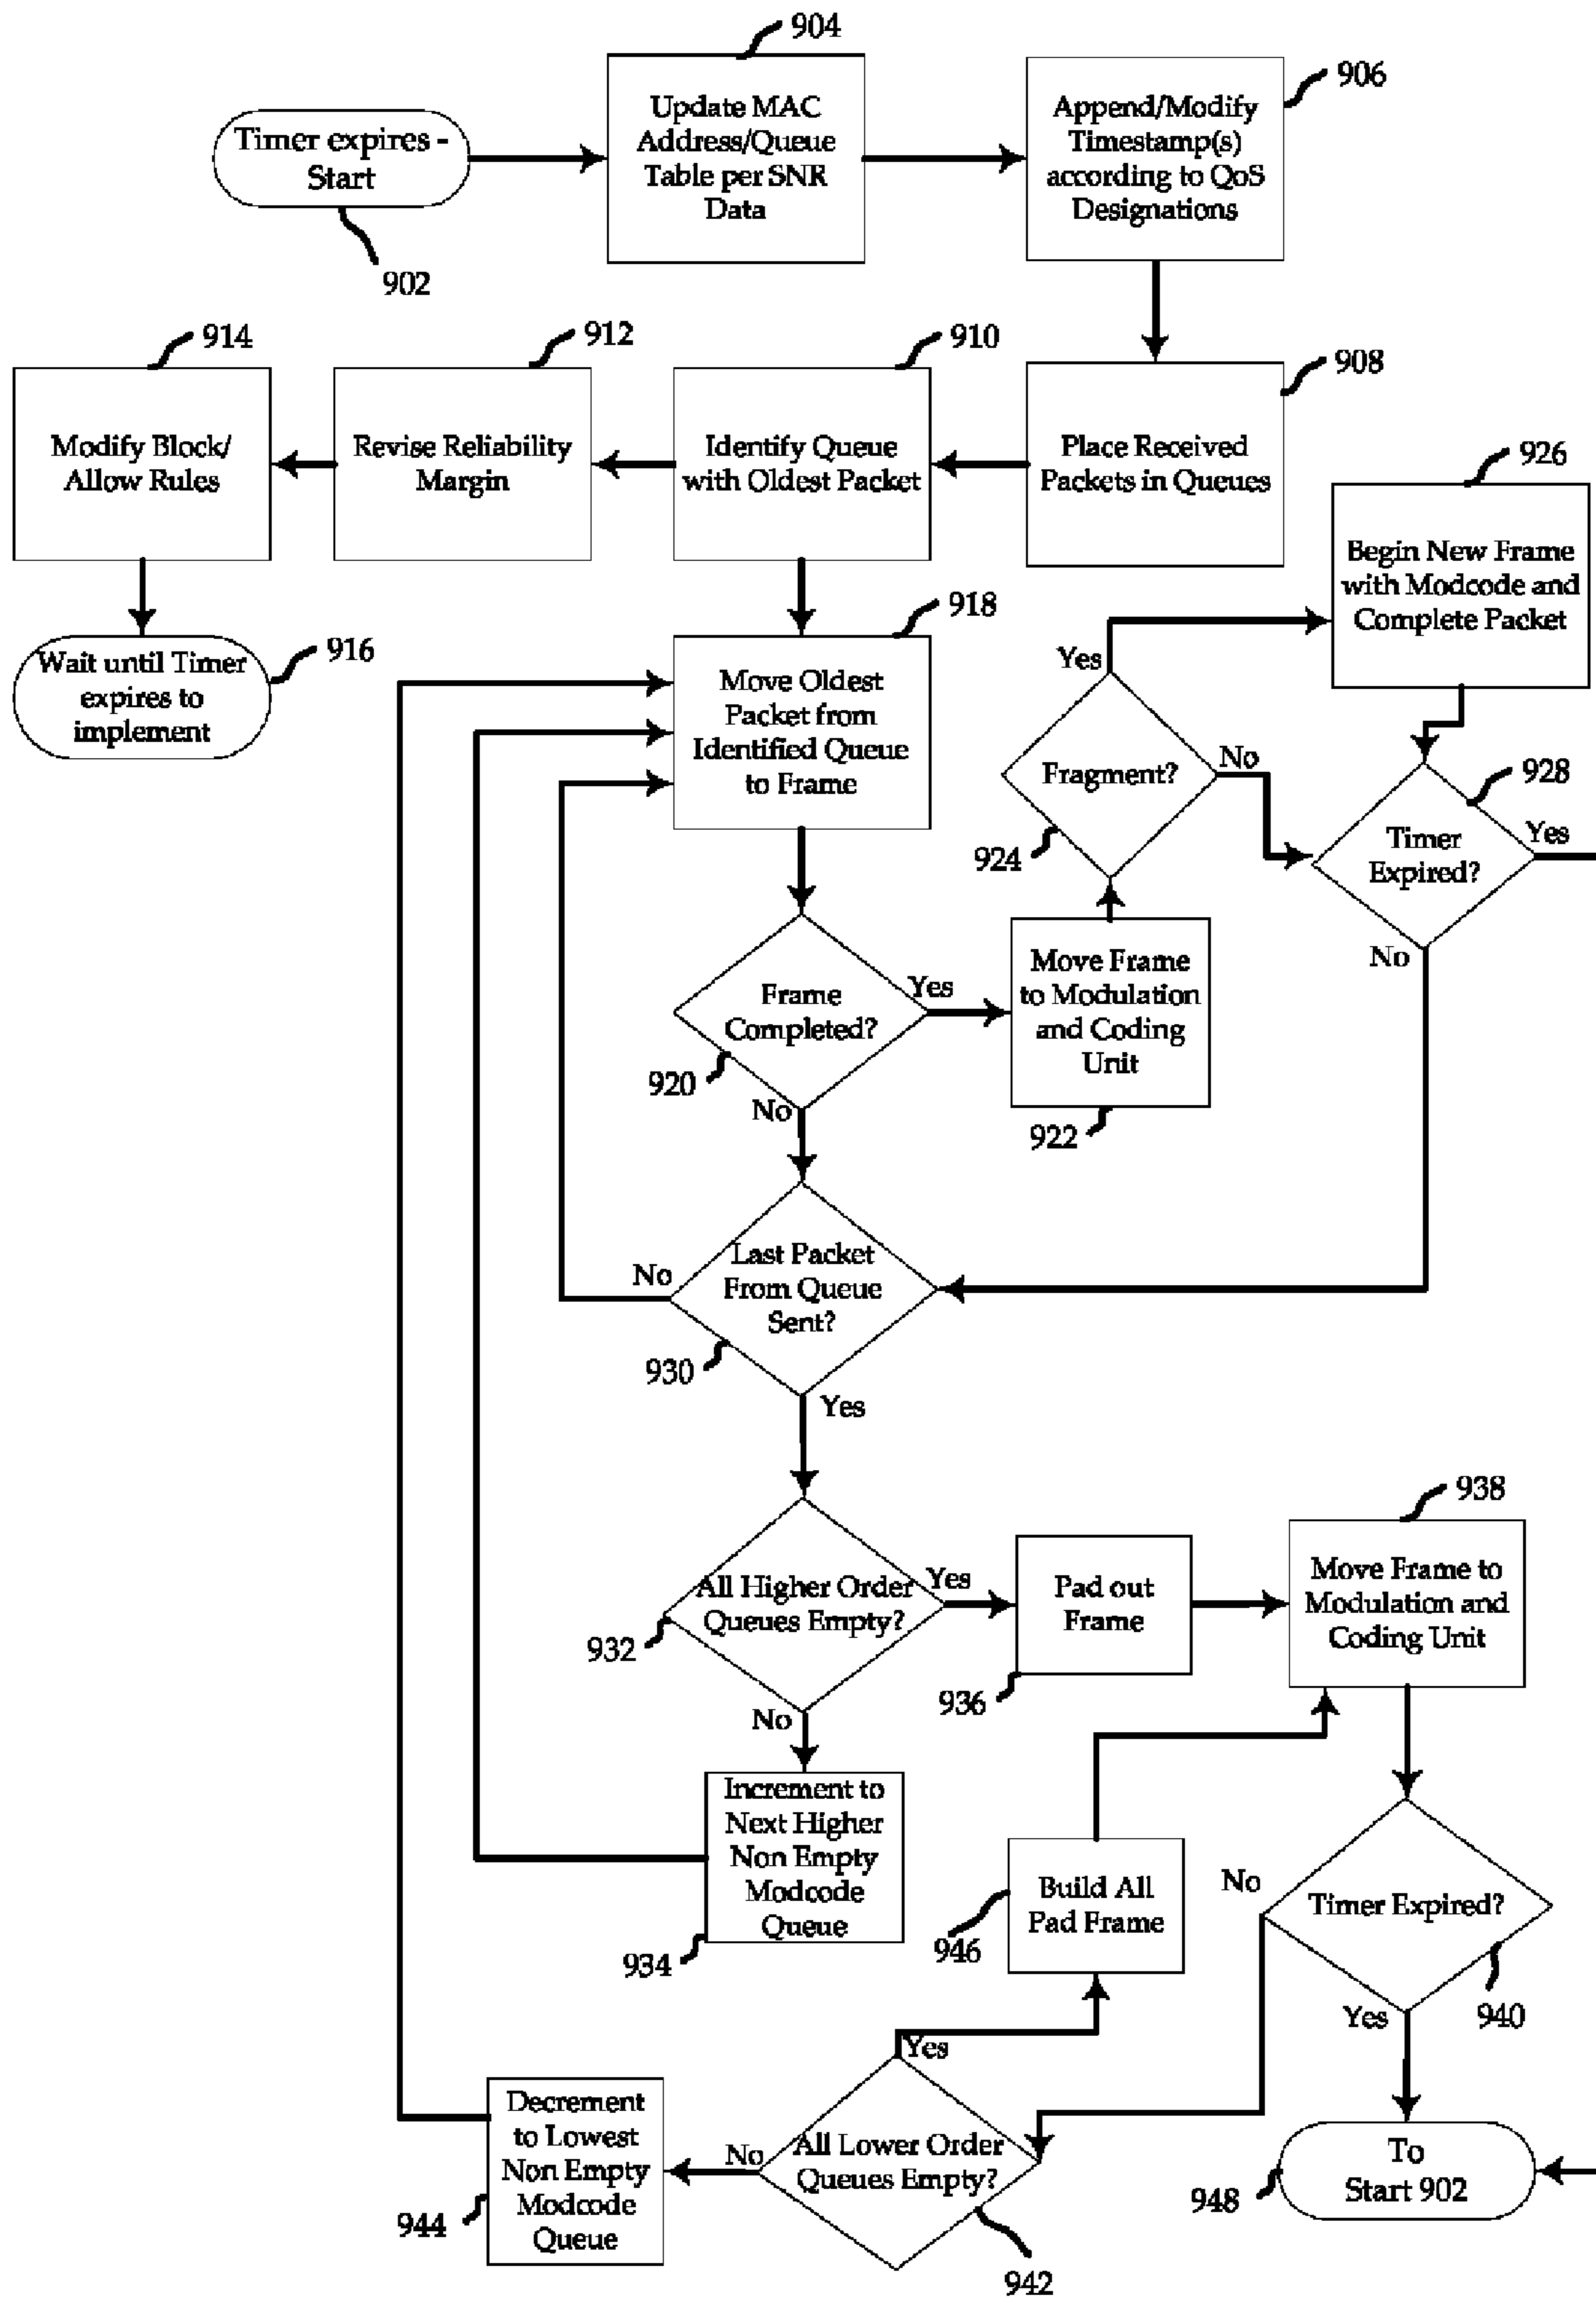 904
Update MAC
Address/Queue
Table per SNR
Data
906
Append/Modify
Timestamp(s)
according to QoS
Designations
Timer expires -
Start
902
914
Modify Block/
Allow Rules
912
Revise Reliability
Margin
910
Identify Queue
with Oldest Packet
908
Place Received
Packets in Queues
926
Begin New Frame
with Modcode and
Complete Packet
916
Wait until Timer
expires to
implement
918
Move Oldest
Packet from
Identified Queue
to Frame
Yes
Fragment?
No
924
928
Timer
Expired?
Yes
No
Frame
Completed?
Yes
920
No
Move Frame
to Modulation
and Coding
Unit
922
Last Packet
From Queue
Sent?
No
930
Yes
All Higher Order
Queues Empty?
Yes
932
No
Pad out
Frame
936
938
Move Frame to
Modulation and
Coding Unit
Increment to
Next Higher
Non Empty
Modcode
Queue
934
Build All
Pad Frame
946
No
Timer Expired?
940
Yes
Decrement
to Lowest
Non Empty
Modcode
Queue
944
Yes
No
All Lower Order
Queues Empty?
942
To
Start 902
948